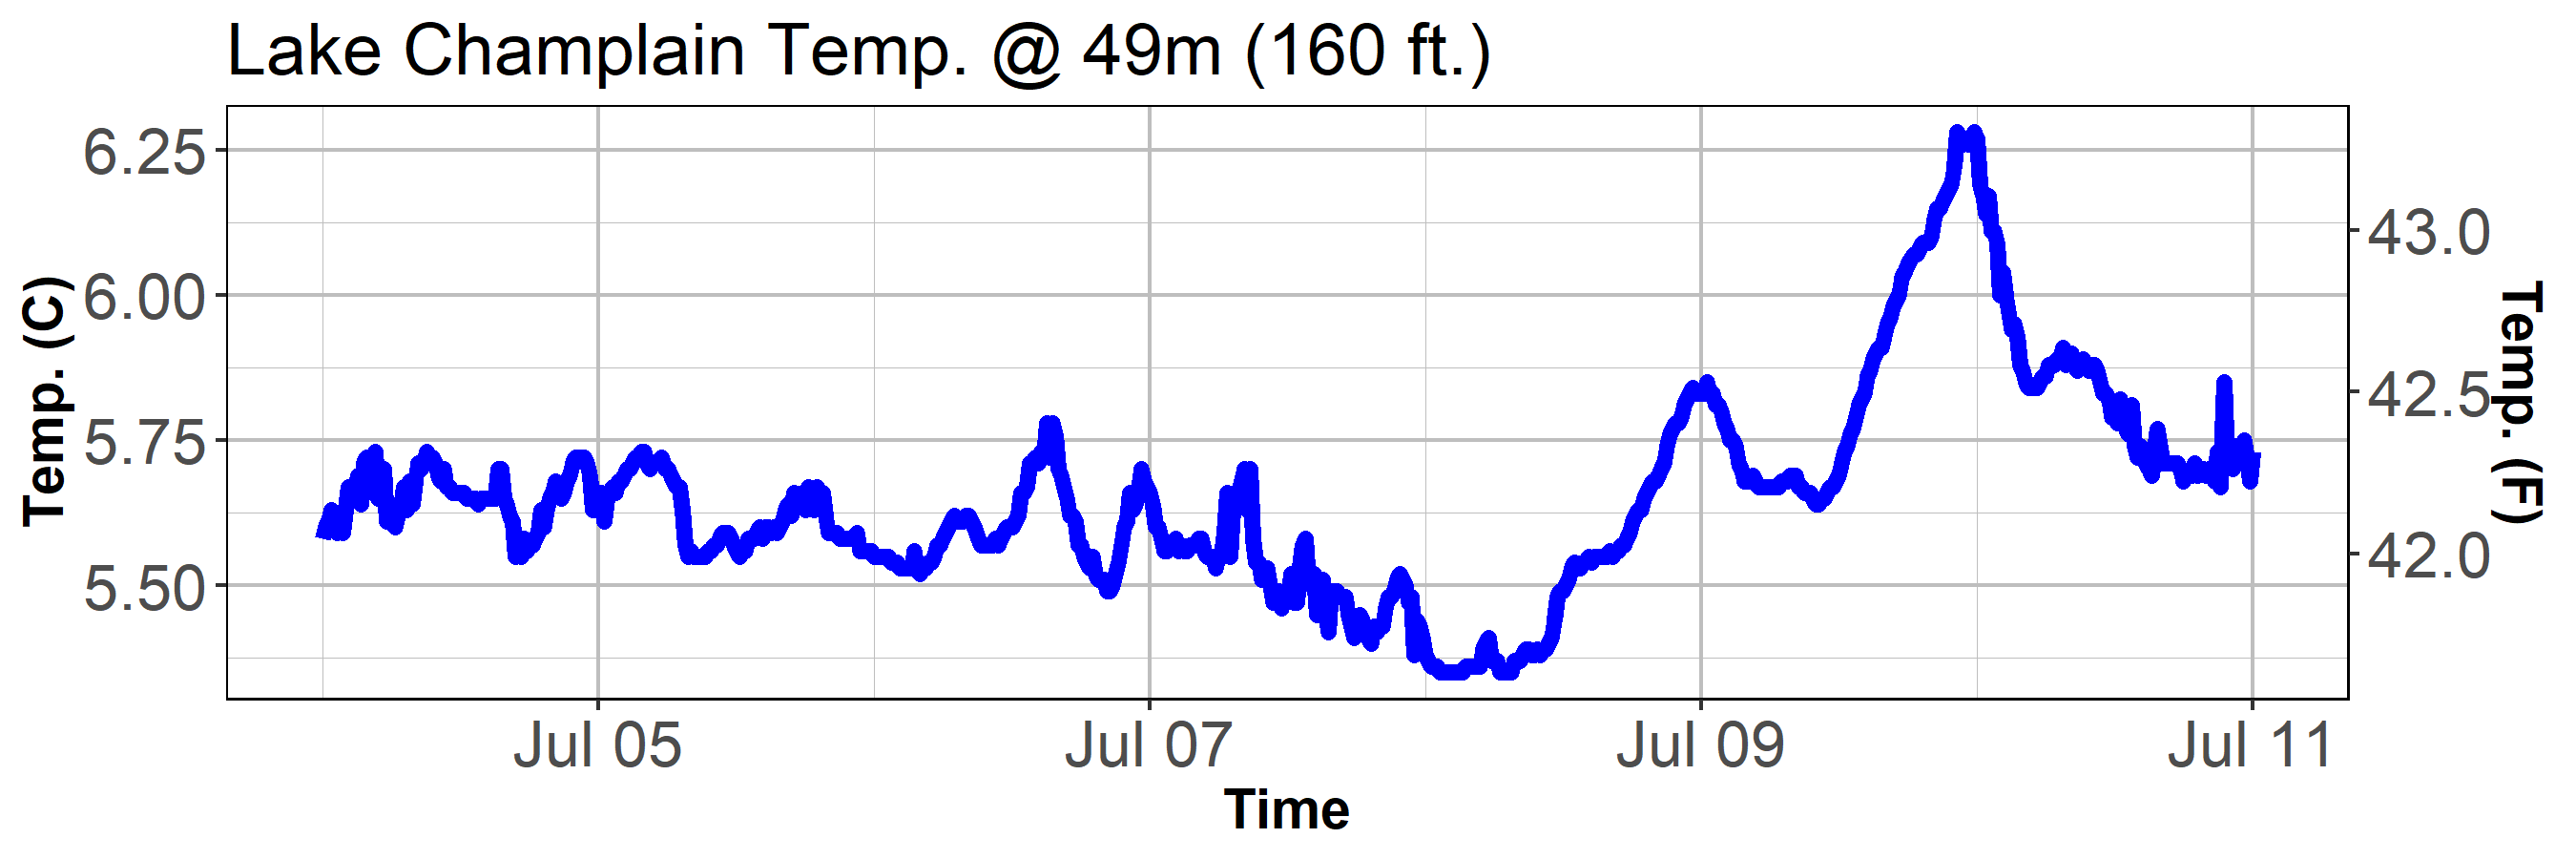 Lake Champlain Temp. @ 49m (160 ft.)
Temp. (C)
6.25
6.00
5.75
5.50
43.0
42.5
42.0
Temp. (F)
Jul 05 Jul 07 Jul 09 Jul 11
Time